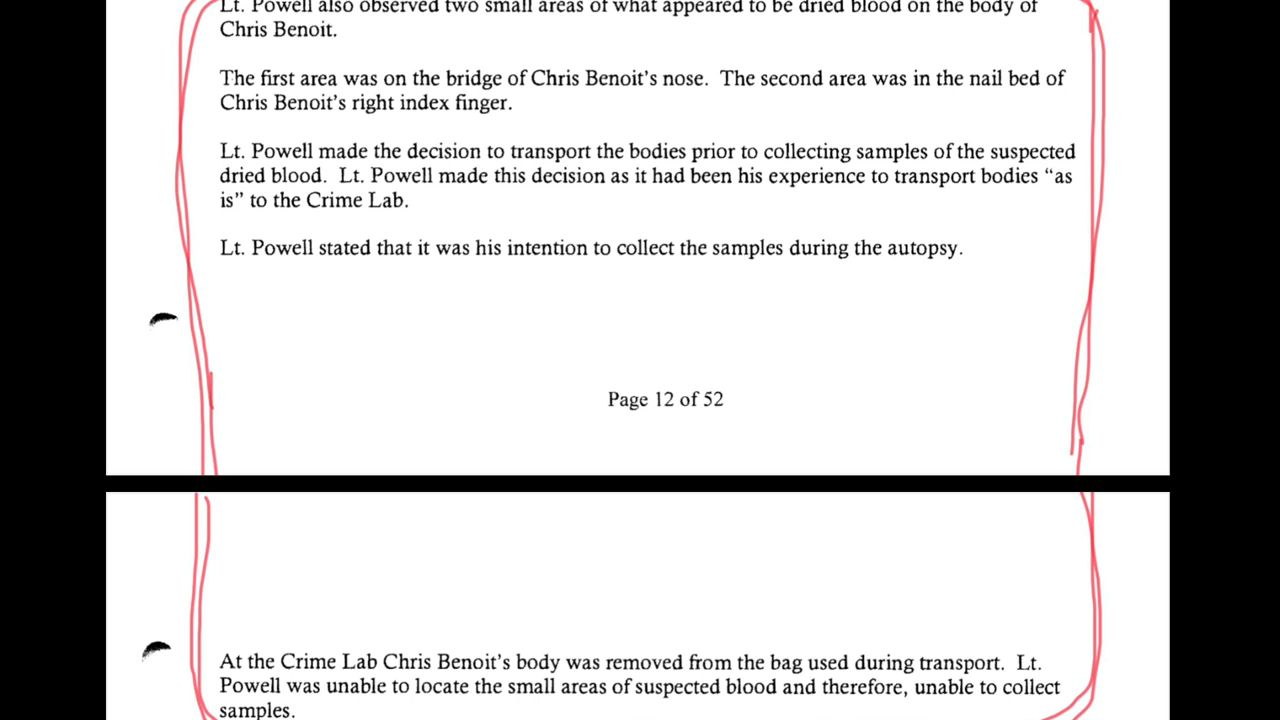 Lt. Powell also observed two small areas of what appeared to be dried blood on the body of
Chris Benoit.
The first area was on the bridge of Chris Benoit's nose. The second area was in the nail bed of
Chris Benoit's right index finger.
Lt. Powell made the decision to transport the bodies prior to collecting samples of the suspected
dried blood. Lt. Powell made this decision as it had been his experience to transport bodies “as
is” to the Crime Lab.
Lt. Powell stated that it was his intention to collect the samples during the autopsy.
Page 12 of 52
At the Crime Lab Chris Benoit's body was removed from the bag used during transport. Lt.
Powell was unable to locate the small areas of suspected blood and therefore, unable to collect
samples.